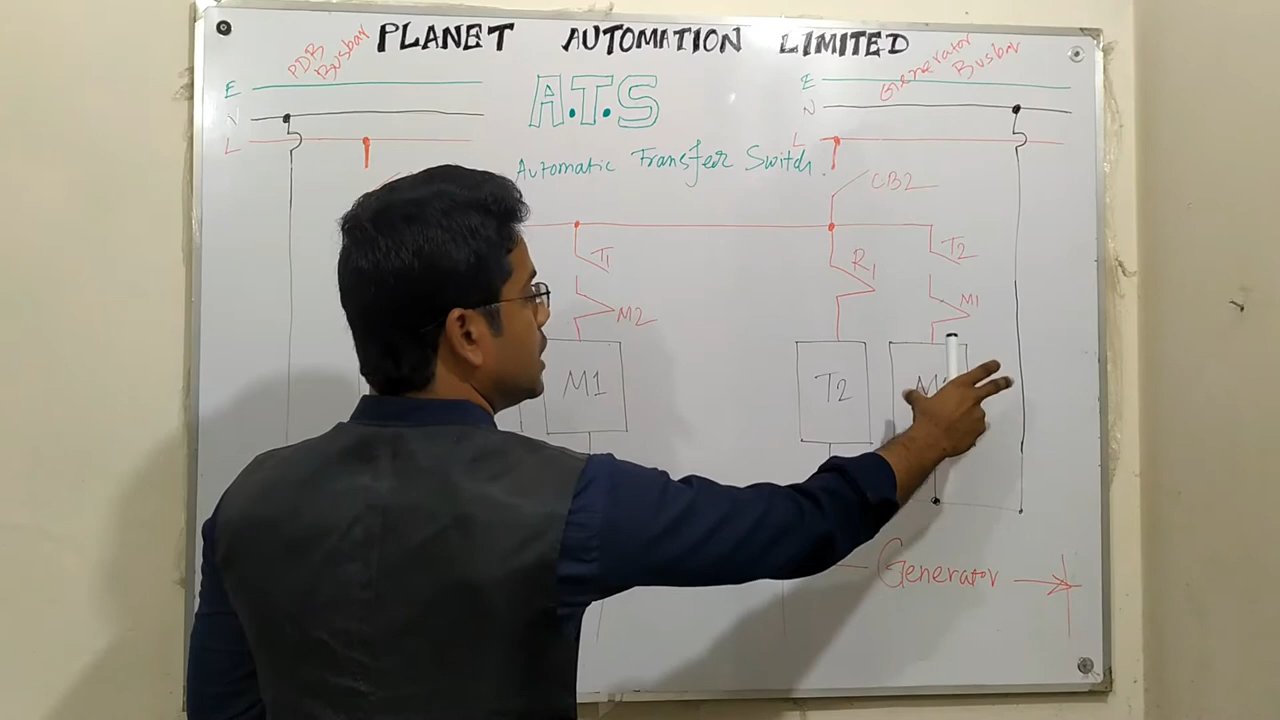 PLANET AUTOMATION LIMITED
PDB
Busbar
Generator
Busbar
A.T.S
Automatic Transfer Switch.
E
N
L
E
N
L
CB2
T1
M2
R1
T2
M1
M1
T2
Generator